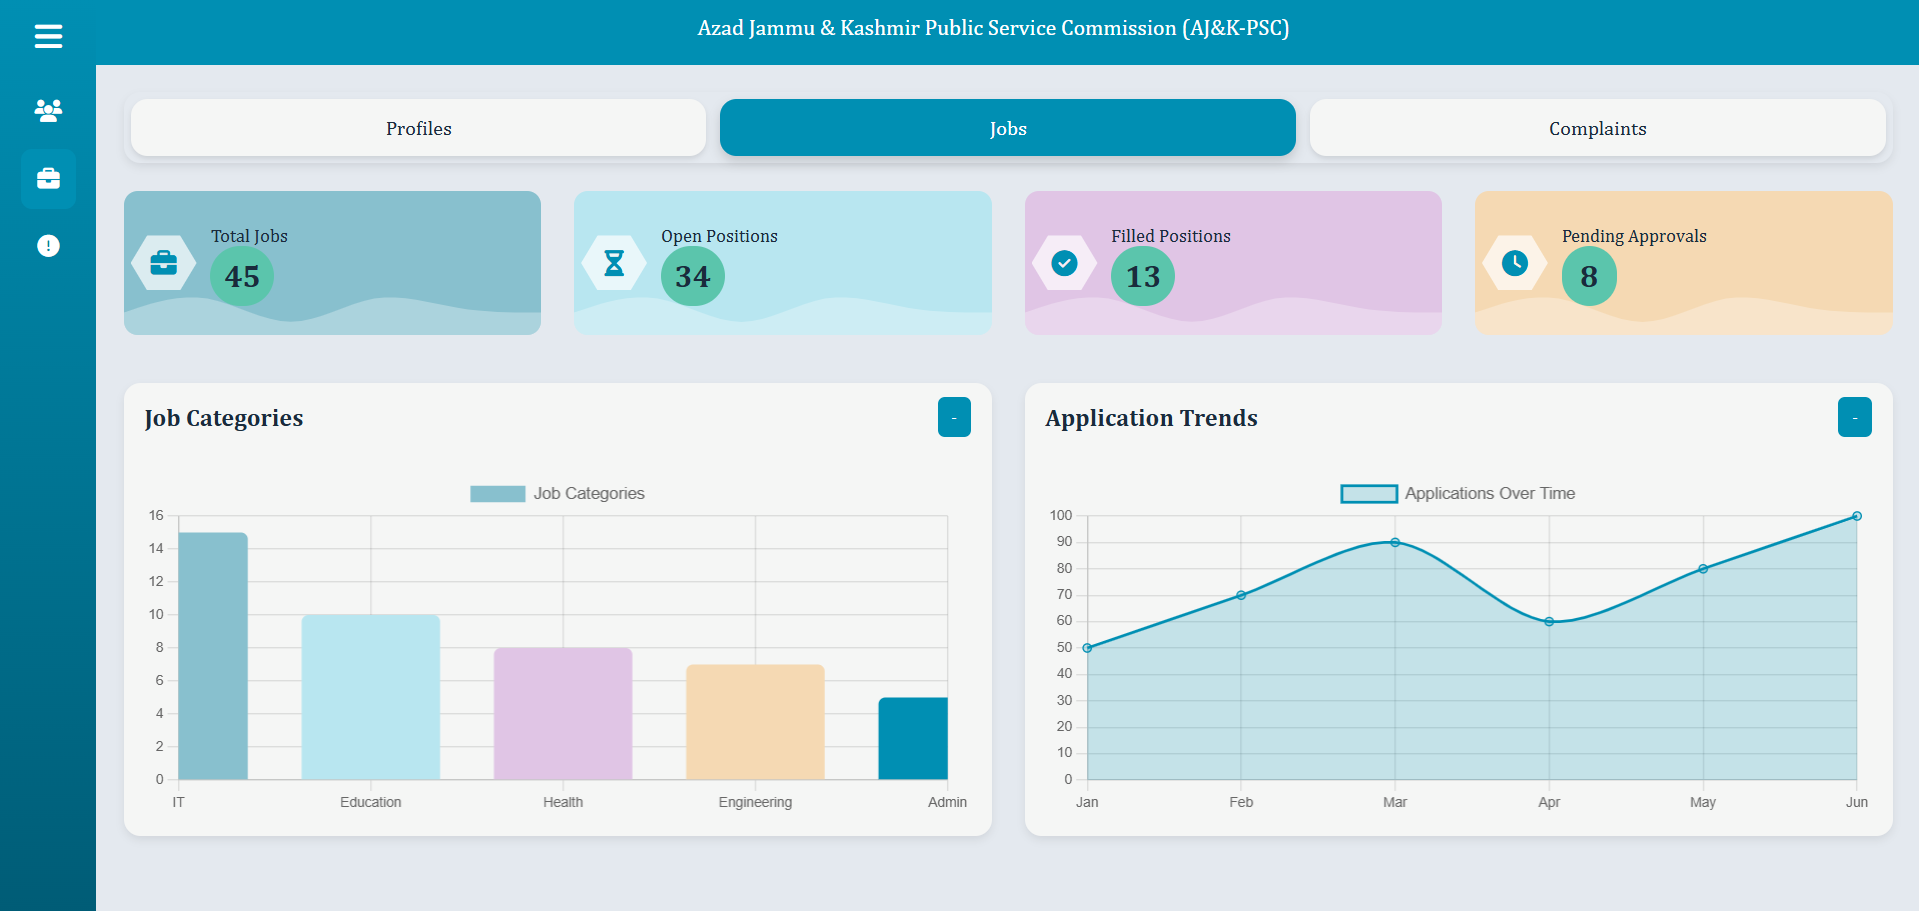 Azad Jammu & Kashmir Public Service Commission (AJ&K-PSC)
Profiles
Jobs
Complaints
Total Jobs
45
Open Positions
34
Filled Positions
13
Pending Approvals
8
Job Categories
-
Job Categories
16
14
12
10
8
6
4
2
0
IT
Education
Health
Engineering
Admin
Application Trends
-
Applications Over Time
100
90
80
70
60
50
40
30
20
10
0
Jan
Feb
Mar
Apr
May
Jun